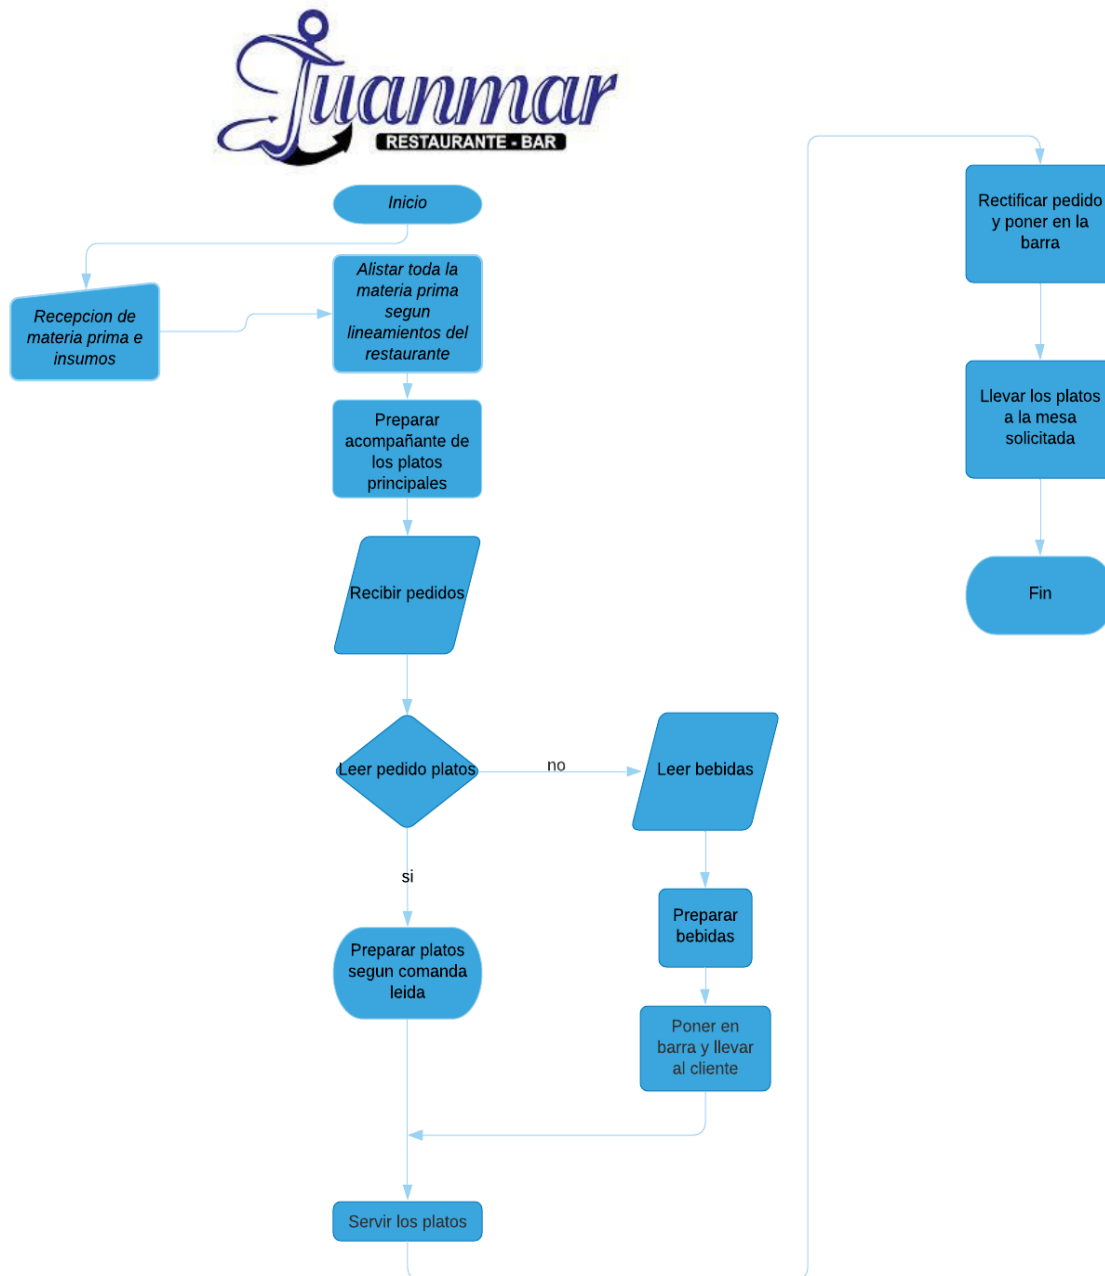 Juanmar
RESTAURANTE - BAR
Inicio
Recepcion de
materia prima e
insumos
Alistar toda la
materia prima
segun
lineamientos del
restaurante
Preparar
acompañante de
los platos
principales
Recibir pedidos
Leer pedido platos
no
Leer bebidas
si
Preparar
bebidas
Preparar platos
segun comanda
leida
Poner en
barra y llevar
al cliente
Servir los platos
Rectificar pedido
y poner en la
barra
Llevar los platos
a la mesa
solicitada
Fin